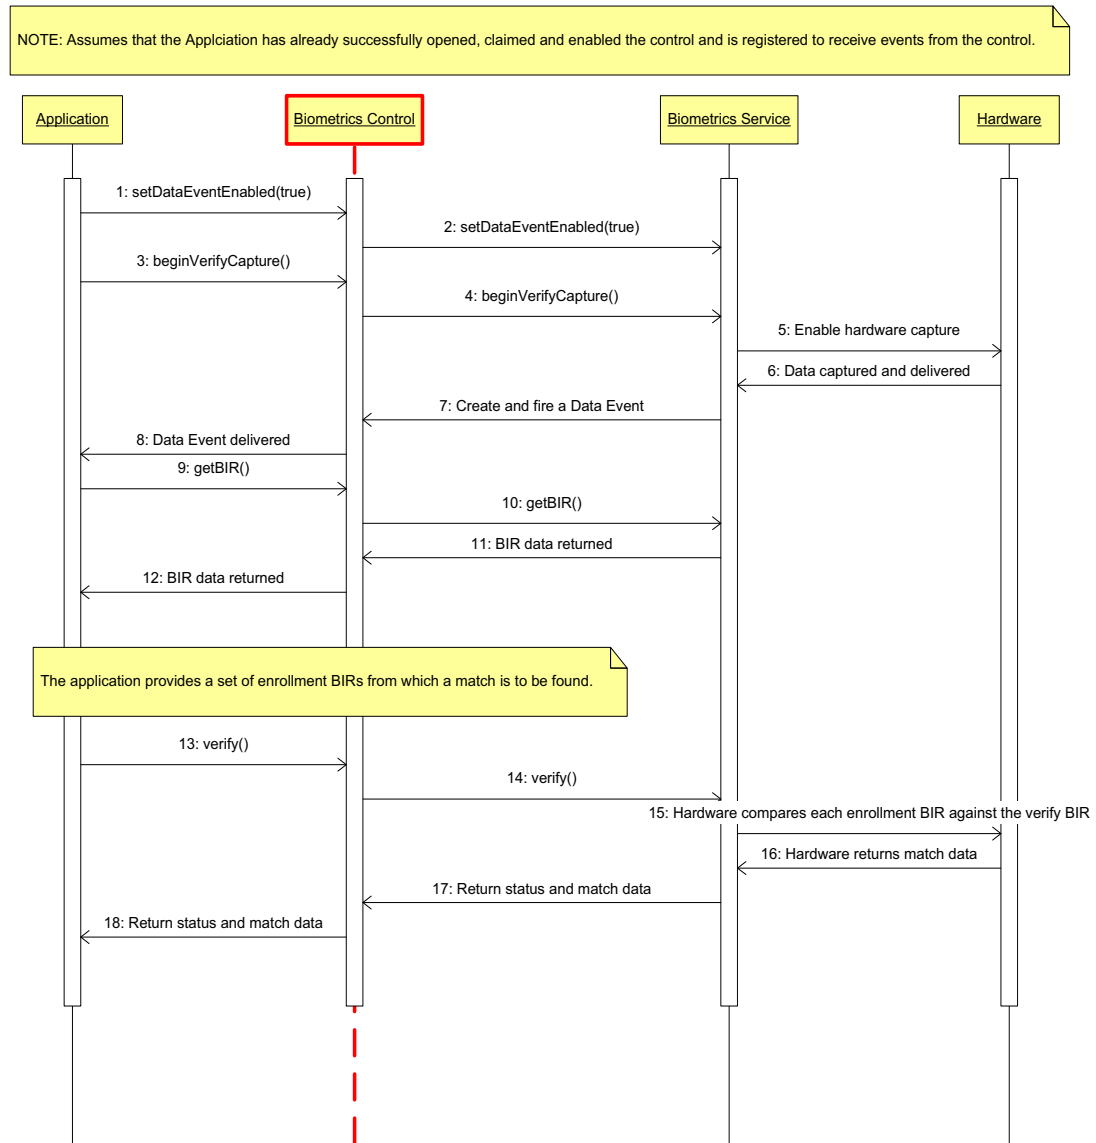 NOTE: Assumes that the Applciation has already successfully opened, claimed and enabled the control and is registered to receive events from the control.
Application
Biometrics Control
Biometrics Service
Hardware
1: setDataEventEnabled(true)
2: setDataEventEnabled(true)
3: beginVerifyCapture()
4: beginVerifyCapture()
5: Enable hardware capture
6: Data captured and delivered
7: Create and fire a Data Event
8: Data Event delivered
9: getBIR()
10: getBIR()
11: BIR data returned
12: BIR data returned
The application provides a set of enrollment BIRs from which a match is to be found.
13: verify()
14: verify()
15: Hardware compares each enrollment BIR against the verify BIR
16: Hardware returns match data
17: Return status and match data
18: Return status and match data